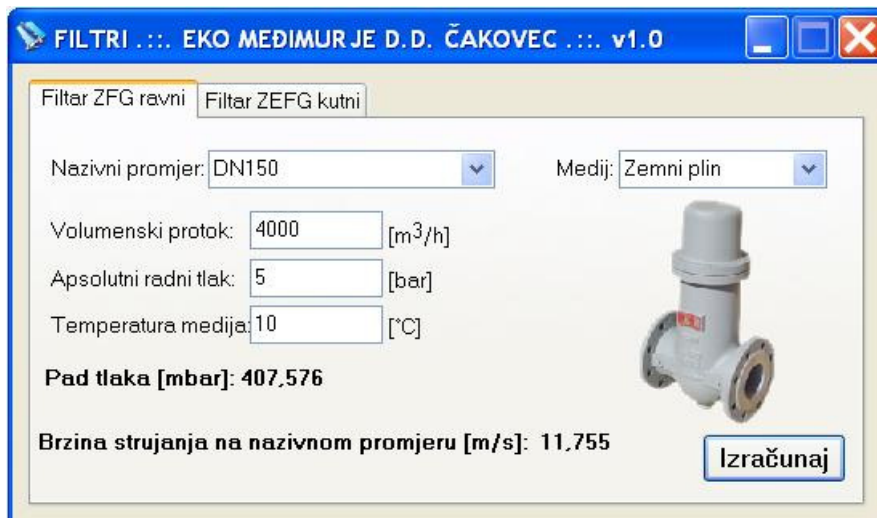 FILTRI .::. EKO MEĐIMURJE D.D. ČAKOVEC .::. v1.0
Filtar ZFG ravni Filtar ZEFG kutni
Nazivni promjer: DN150 Medij: Zemni plin
Volumenski protok: 4000 [m³/h]
Apsolutni radni tlak: 5 [bar]
Temperatura medija: 10 [°C]
Pad tlaka [mbar]: 407,576
Brzina strujanja na nazivnom promjeru [m/s]: 11,755
Izračunaj